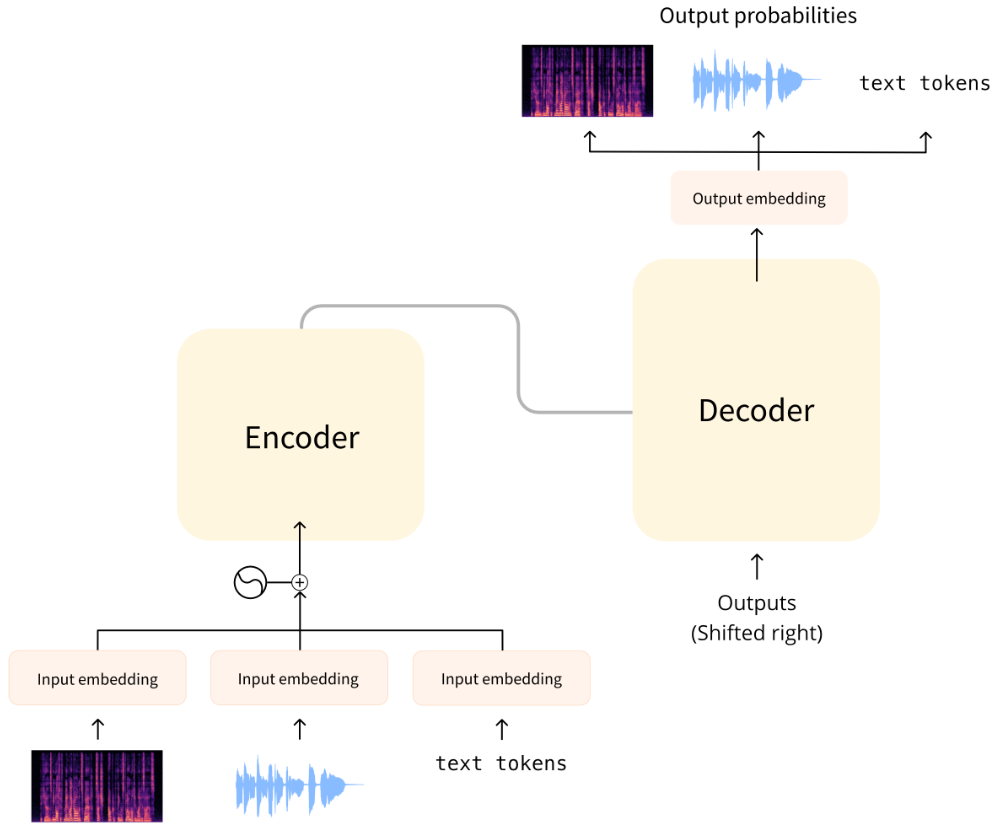 Output probabilities
text tokens
Output embedding
Encoder
Decoder
Outputs
(Shifted right)
Input embedding
Input embedding
Input embedding
text tokens